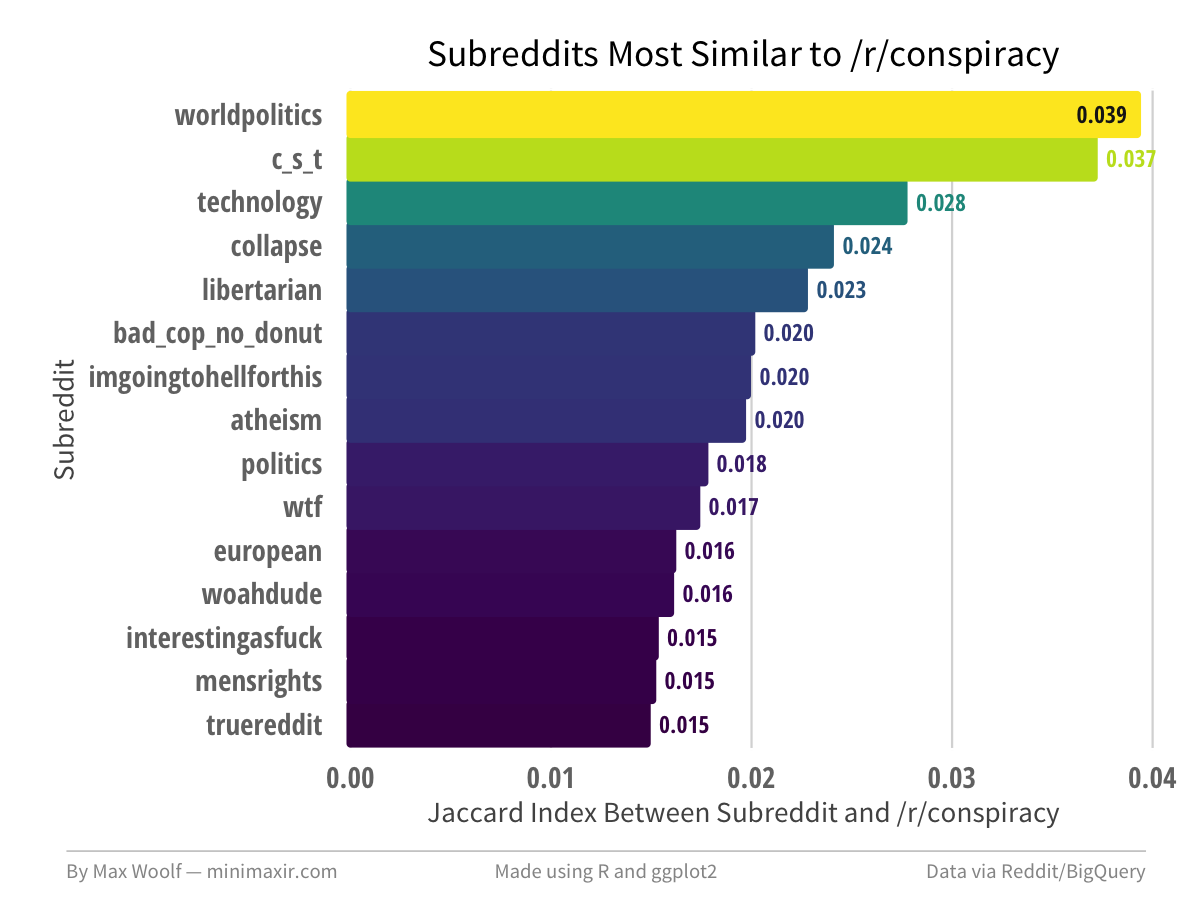 Subreddits Most Similar to /r/conspiracy
worldpolitics 0.039
c_s_t 0.037
technology 0.028
collapse 0.024
libertarian 0.023
bad_cop_no_donut 0.020
imgoingtohellforthis 0.020
atheism 0.020
politics 0.018
wtf 0.017
european 0.016
woahdude 0.016
interestingasfuck 0.015
mensrights 0.015
truereddit 0.015
Subreddit
0.00 0.01 0.02 0.03 0.04
Jaccard Index Between Subreddit and /r/conspiracy
By Max Woolf — minimaxir.com Made using R and ggplot2 Data via Reddit/BigQuery